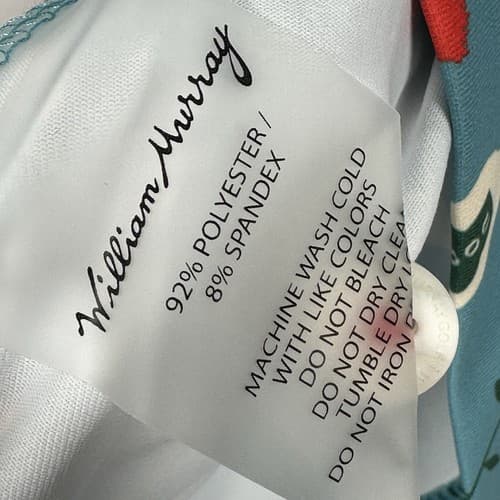 William Murray
92% POLYESTER /
8% SPANDEX
MACHINE WASH COLD
WITH LIKE COLORS
DO NOT BLEACH
DO NOT DRY CLEAN
TUMBLE DRY
DO NOT IRON